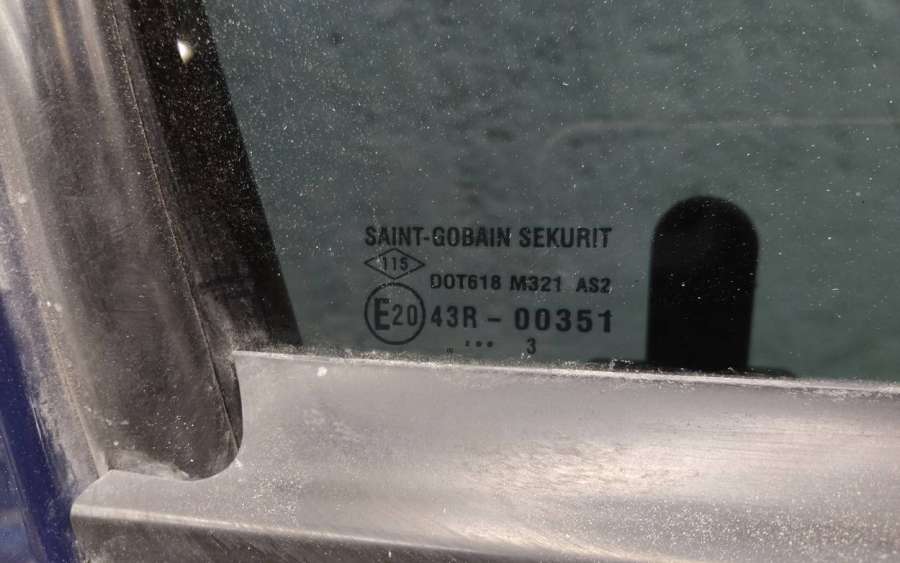 SAINT-GOBAIN SEKURIT
115
DOT618 M321 AS2
E20 43R - 00351
3